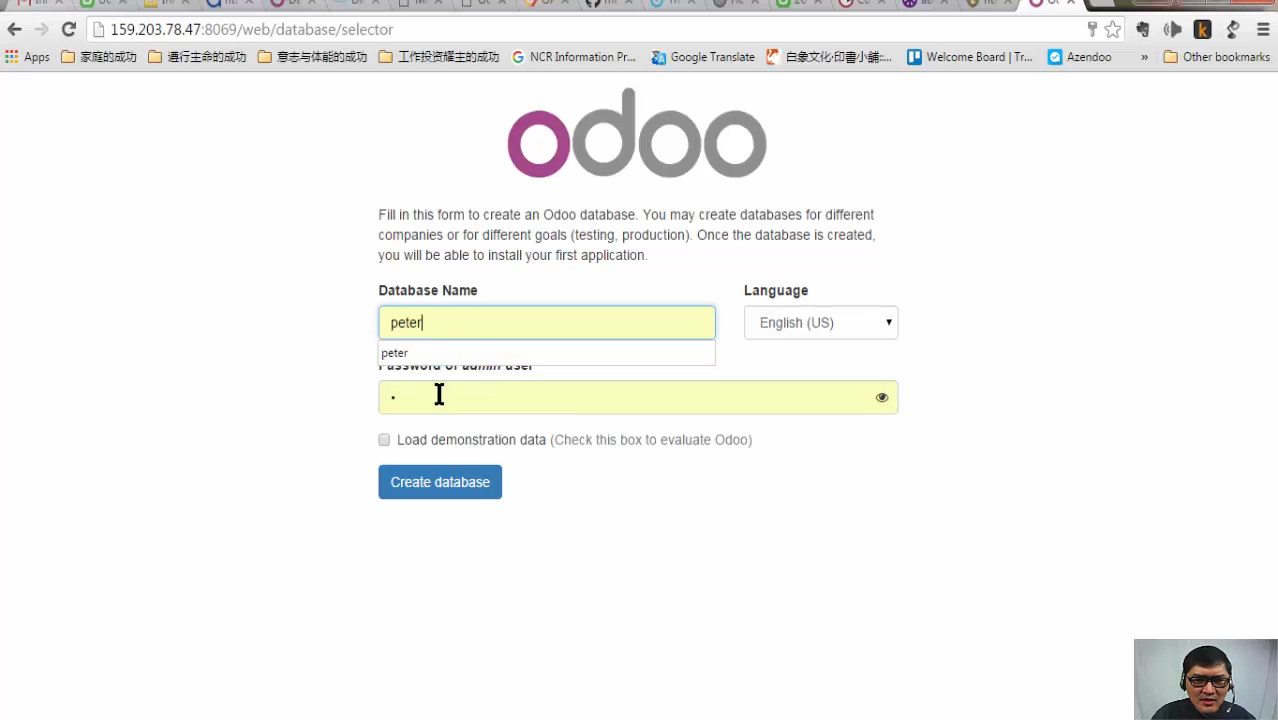 159.203.78.47:8069/web/database/selector
Apps 家庭的成功 遵行主命的成功 意志与体能的成功 工作投资雇主的成功 NCR Information Pr... Google Translate 白象文化‧印書小舖:... Welcome Board | Tr... Azendoo » Other bookmarks
odoo
Fill in this form to create an Odoo database. You may create databases for different
companies or for different goals (testing, production). Once the database is created,
you will be able to install your first application.
Database Name Language
peter English (US)
peter
Password of admin user
Load demonstration data (Check this box to evaluate Odoo)
Create database